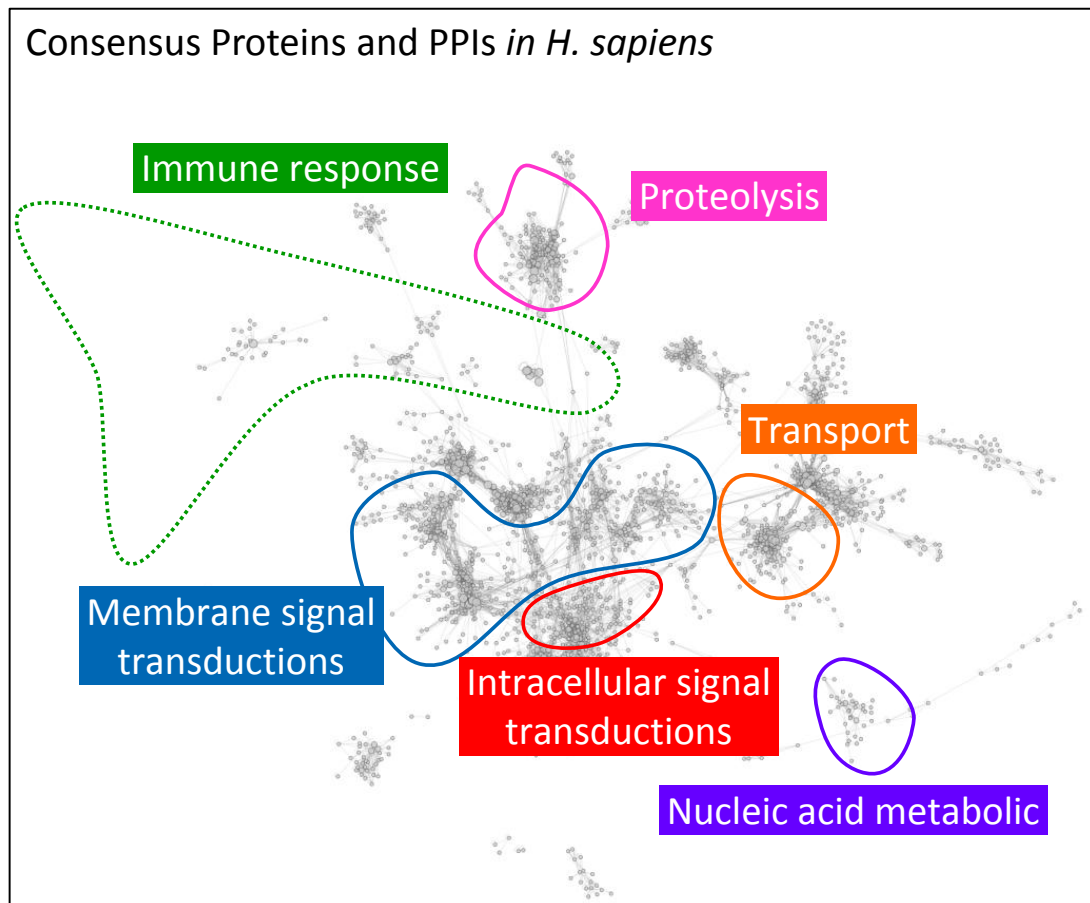 Consensus Proteins and PPIs in H. sapiens
Immune response
Proteolysis
Transport
Membrane signal
transductions
Intracellular signal
transductions
Nucleic acid metabolic